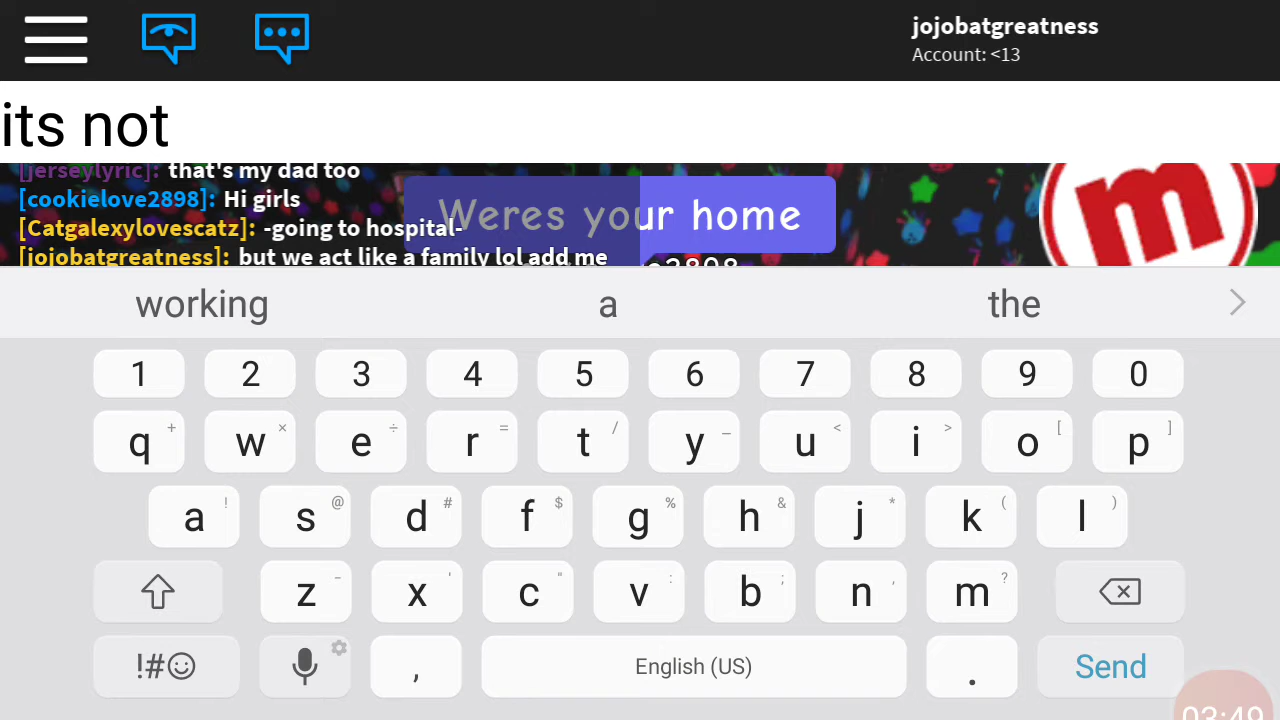 jojobatgreatness
Account: <13
its not
[jerseylyric]: that's my dad too
[cookielove2898]: Hi girls
[Catgalexylovescatz]: -going to hospital-
[jojobatgreatness]: but we act like a family lol add me
Weres your home
m
working a the
1 2 3 4 5 6 7 8 9 0
q + w × e ÷ r = t / y _ u < i > o [ p ]
a ! s @ d # f $ g % h & j * k ( l )
z - x ' c " v : b ; n , m ?
!#☺ , English (US) . Send
03:49